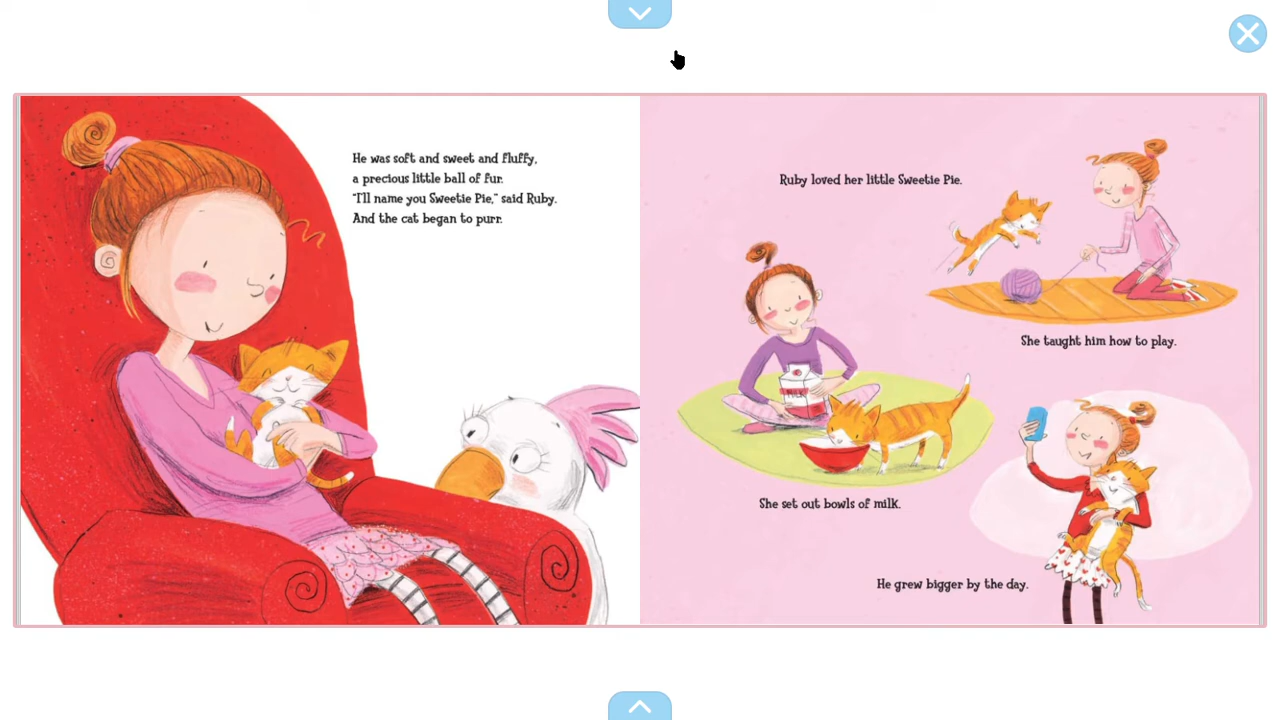 He was soft and sweet and fluffy,
a precious little ball of fur.
"I'll name you Sweetie Pie," said Ruby.
And the cat began to purr.
Ruby loved her little Sweetie Pie.
She taught him how to play.
MILK
She set out bowls of milk.
He grew bigger by the day.